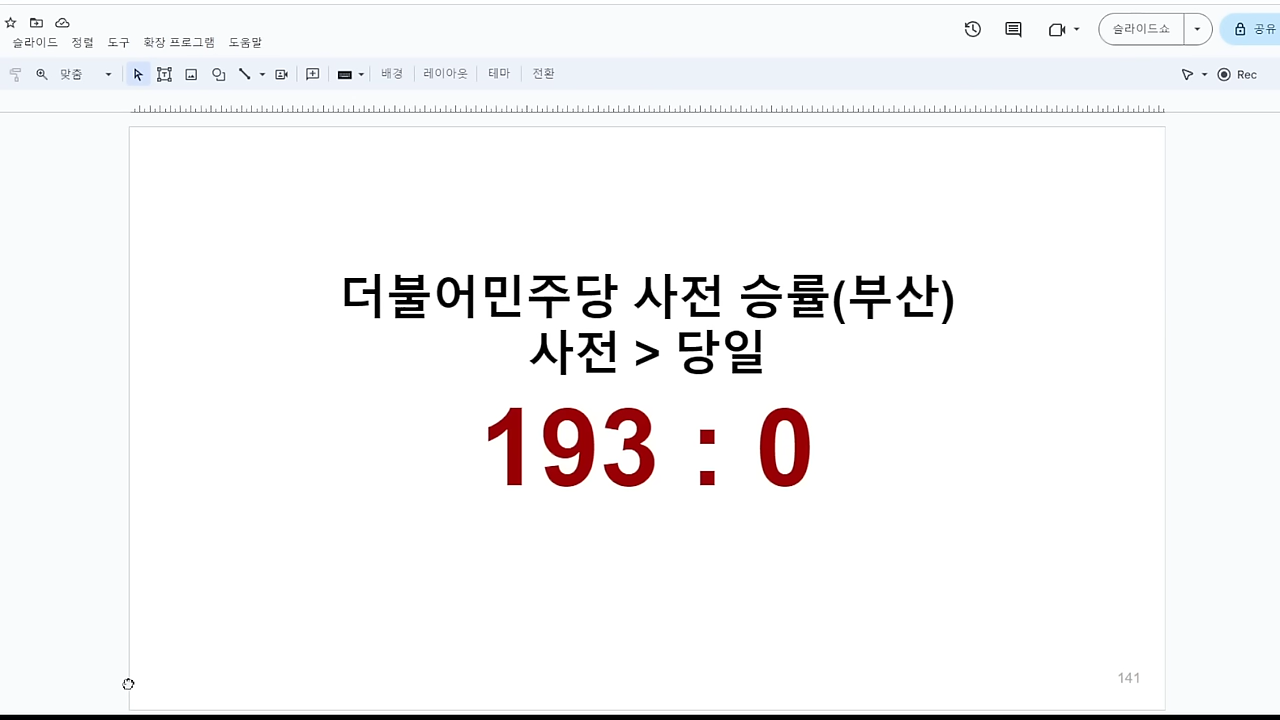 슬라이드 정렬 도구 확장 프로그램 도움말
슬라이드쇼
공유
맞춤
배경 레이아웃 테마 전환
Rec
더불어민주당 사전 승률(부산)
사전 > 당일
193 : 0
141